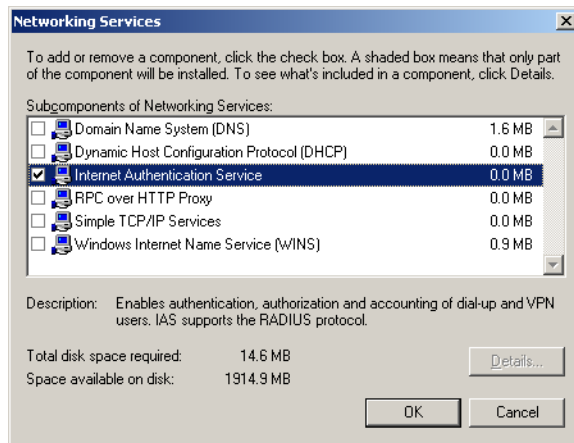 Networking Services
To add or remove a component, click the check box. A shaded box means that only part
of the component will be installed. To see what's included in a component, click Details.
Subcomponents of Networking Services:
Domain Name System (DNS) 1.6 MB
Dynamic Host Configuration Protocol (DHCP) 0.0 MB
Internet Authentication Service 0.0 MB
RPC over HTTP Proxy 0.0 MB
Simple TCP/IP Services 0.0 MB
Windows Internet Name Service (WINS) 0.9 MB
Description: Enables authentication, authorization and accounting of dial-up and VPN
users. IAS supports the RADIUS protocol.
Total disk space required: 14.6 MB
Space available on disk: 1914.9 MB
Details...
OK Cancel